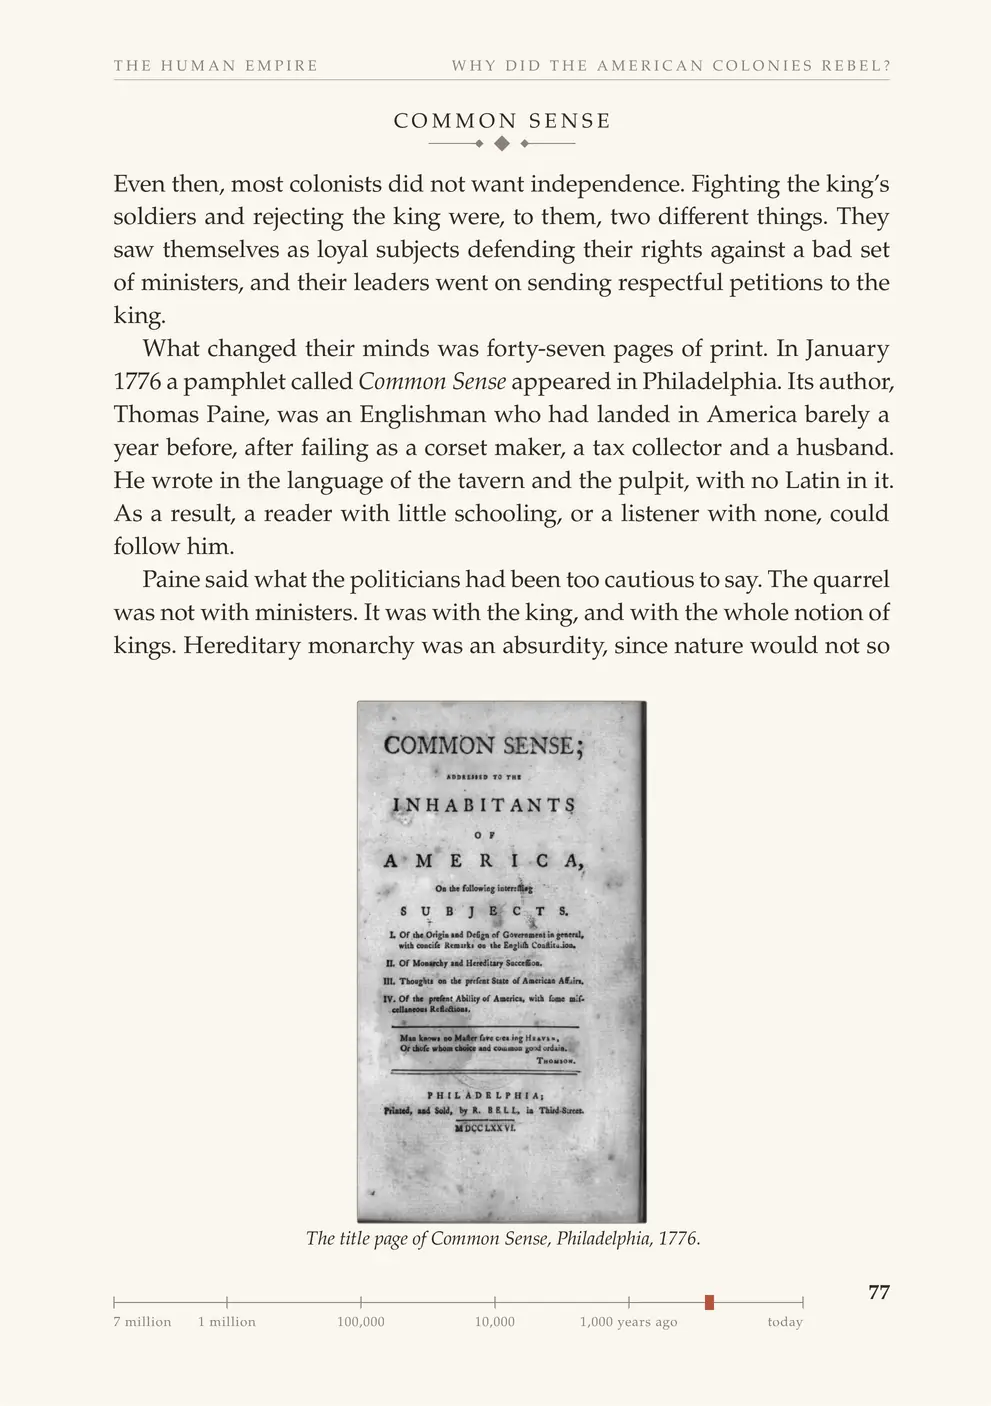 THE HUMAN EMPIRE
WHY DID THE AMERICAN COLONIES REBEL?
COMMON SENSE
Even then, most colonists did not want independence. Fighting the king’s
soldiers and rejecting the king were, to them, two different things. They
saw themselves as loyal subjects defending their rights against a bad set
of ministers, and their leaders went on sending respectful petitions to the
king.
What changed their minds was forty-seven pages of print. In January
1776 a pamphlet called Common Sense appeared in Philadelphia. Its author,
Thomas Paine, was an Englishman who had landed in America barely a
year before, after failing as a corset maker, a tax collector and a husband.
He wrote in the language of the tavern and the pulpit, with no Latin in it.
As a result, a reader with little schooling, or a listener with none, could
follow him.
Paine said what the politicians had been too cautious to say. The quarrel
was not with ministers. It was with the king, and with the whole notion of
kings. Hereditary monarchy was an absurdity, since nature would not so
COMMON SENSE;
ADDRESSED TO THE
INHABITANTS
OF
AMERICA,
On the following interesting
SUBJECTS.
I. Of the Origin and Design of Government in general,
with concise Remarks on the English Constitution.
II. Of Monarchy and Hereditary Succession.
III. Thoughts on the present State of American Affairs.
IV. Of the present Ability of America, with some mis-
cellaneous Reflections.
Man knows no Master save creating HEAVEN,
Or those whom choice and common good ordain.
THOMSON.
PHILADELPHIA;
Printed, and Sold, by R. BELL, in Third-Street.
MDCCLXXVI.
The title page of Common Sense, Philadelphia, 1776.
77
7 million 1 million 100,000 10,000 1,000 years ago today